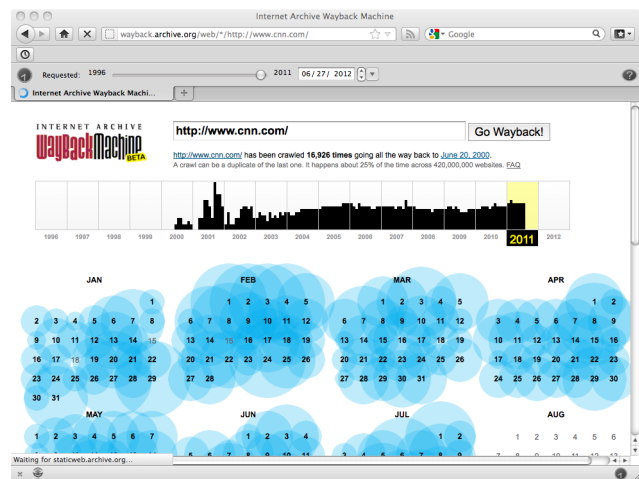 Internet Archive Wayback Machine
wayback.archive.org/web/*/http://www.cnn.com/ Google
Requested: 1996 2011 06/27/ 2012
Internet Archive Wayback Machi...
INTERNET ARCHIVE
WayBackMachine
BETA
http://www.cnn.com/ Go Wayback!
http://www.cnn.com/ has been crawled 16,926 times going all the way back to June 20, 2000.
A crawl can be a duplicate of the last one. It happens about 25% of the time across 420,000,000 websites. FAQ
1996 1997 1998 1999 2000 2001 2002 2003 2004 2005 2006 2007 2008 2009 2010 2011 2012
JAN FEB MAR APR
1 1 2 3 4 5 1 2 3 4 5 1 2
2 3 4 5 6 7 8 6 7 8 9 10 11 12 6 7 8 9 10 11 12 3 4 5 6 7 8 9
9 10 11 12 13 14 15 13 14 15 16 17 18 19 13 14 15 16 17 18 19 10 11 12 13 14 15 16
16 17 18 19 20 21 22 20 21 22 23 24 25 26 20 21 22 23 24 25 26 17 18 19 20 21 22 23
23 24 25 26 27 28 29 27 28 27 28 29 30 31 24 25 26 27 28 29 30
30 31
MAY JUN JUL AUG
1 2 3 4 5 6 7 1 2 3 4 1 2 1 2 3 4 5 6
Waiting for staticweb.archive.org...